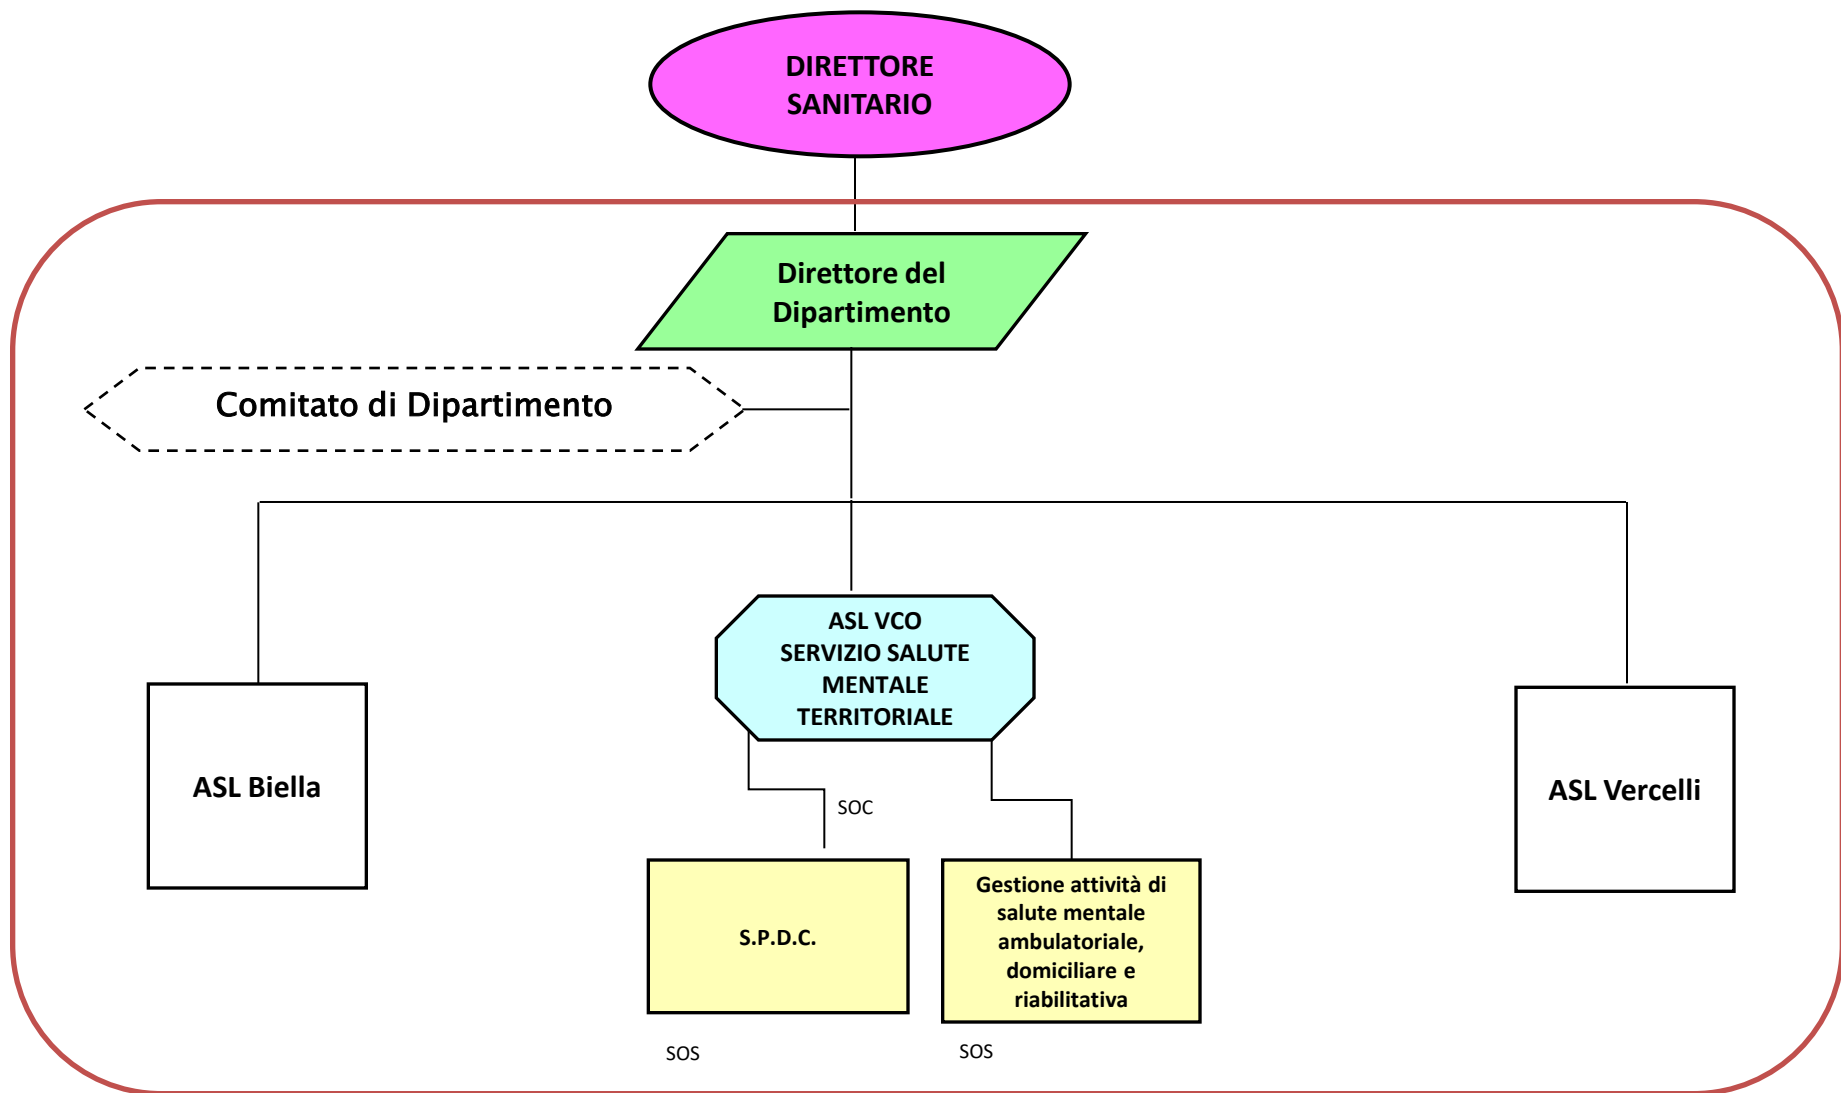 DIRETTORE
SANITARIO
Direttore del
Dipartimento
Comitato di Dipartimento
ASL VCO
SERVIZIO SALUTE
MENTALE
TERRITORIALE
ASL Biella
ASL Vercelli
SOC
S.P.D.C.
Gestione attività di
salute mentale
ambulatoriale,
domiciliare e
riabilitativa
SOS
SOS